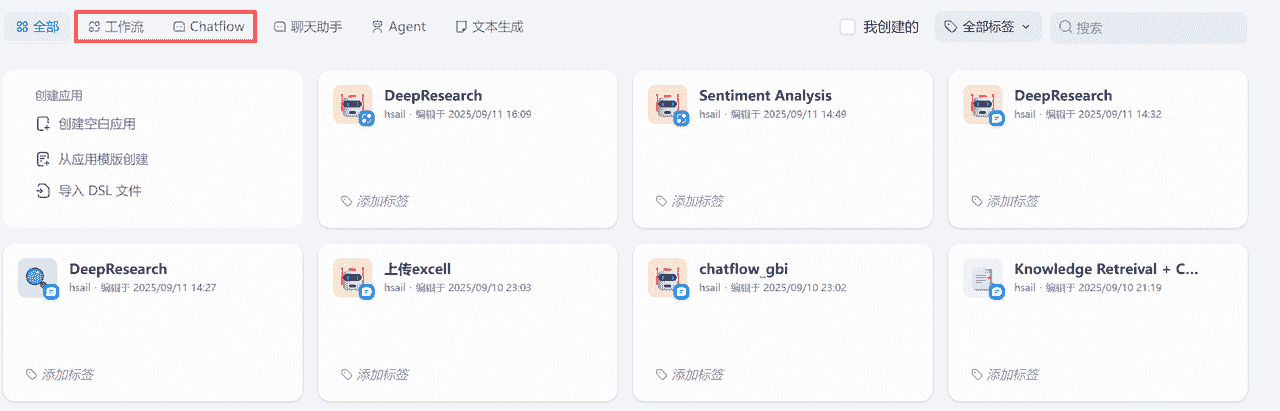 全部 工作流 Chatflow 聊天助手 Agent 文本生成 我创建的 全部标签 搜索
创建应用
创建空白应用
从应用模版创建
导入 DSL 文件
DeepResearch
hsail · 编辑于 2025/09/11 16:09
添加标签
Sentiment Analysis
hsail · 编辑于 2025/09/11 14:49
添加标签
DeepResearch
hsail · 编辑于 2025/09/11 14:32
添加标签
DeepResearch
hsail · 编辑于 2025/09/11 14:27
添加标签
上传excell
hsail · 编辑于 2025/09/10 23:03
添加标签
chatflow_gbi
hsail · 编辑于 2025/09/10 23:02
添加标签
Knowledge Retreival + C...
hsail · 编辑于 2025/09/10 21:19
添加标签